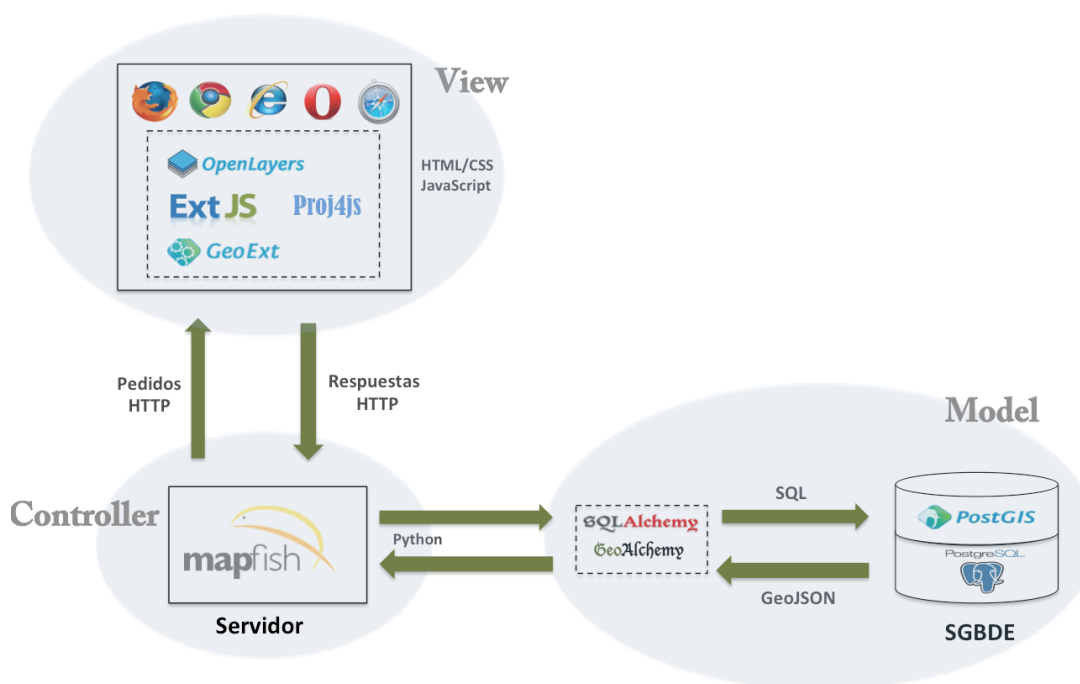 View
OpenLayers
Ext JS
Proj4js
GeoExt
HTML/CSS
JavaScript
Pedidos
HTTP
Respuestas
HTTP
Controller
mapfish
Servidor
Python
Model
SQLAlchemy
GeoAlchemy
SQL
GeoJSON
PostGIS
PostgreSQL
SGBDE